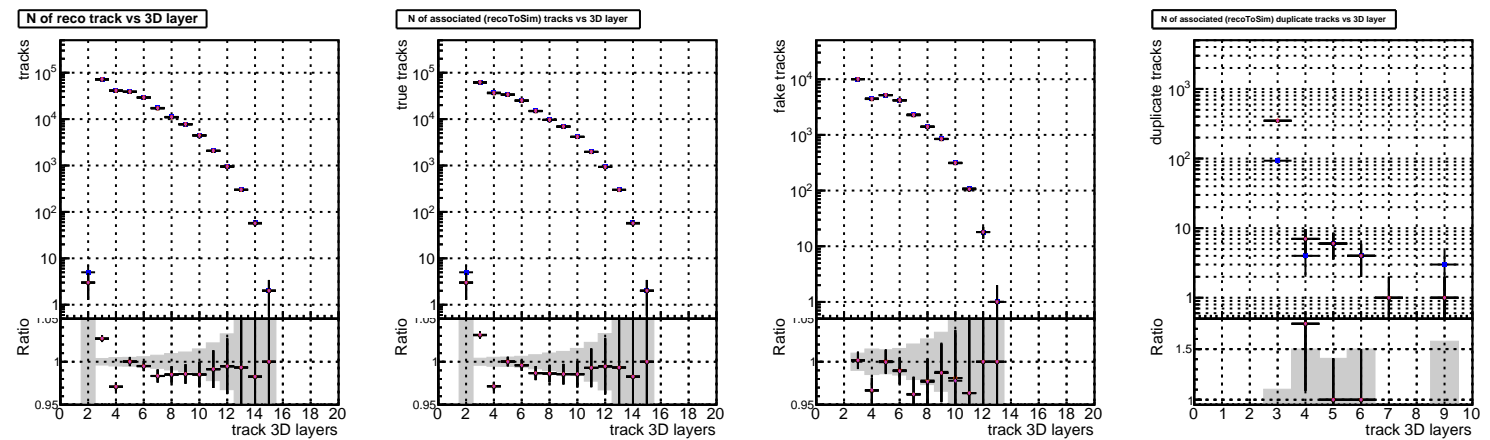 N of reco track vs 3D layer
tracks
10^5
10^4
10^3
10^2
10
1
1.05
Ratio
1
0.95
0 2 4 6 8 10 12 14 16 18 20
track 3D layers
N of associated (recoToSim) tracks vs 3D layer
true tracks
10^5
10^4
10^3
10^2
10
1
1.05
Ratio
1
0.95
0 2 4 6 8 10 12 14 16 18 20
track 3D layers
fake tracks
10^4
10^3
10^2
10
1
1.05
Ratio
1
0.95
0 2 4 6 8 10 12 14 16 18 20
track 3D layers
N of associated (recoToSim) duplicate tracks vs 3D layer
duplicate tracks
10^3
10^2
10
1
Ratio
1.5
1
0 1 2 3 4 5 6 7 8 9 10
track 3D layers